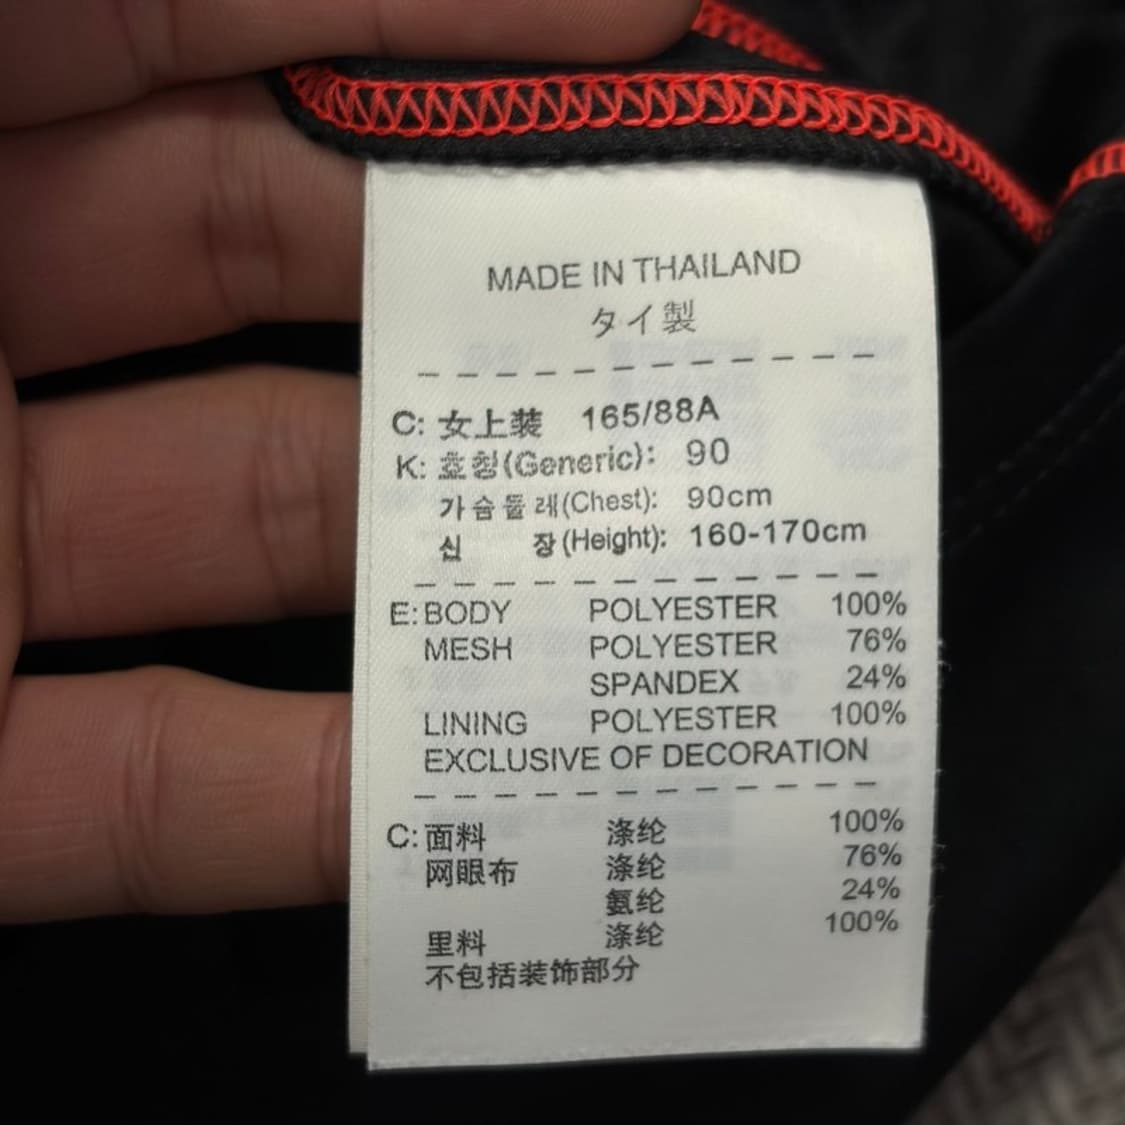 MADE IN THAILAND
タイ製
C: 女上装 165/88A
K: 호칭(Generic): 90
가슴둘레(Chest): 90cm
신 장(Height): 160-170cm
E: BODY POLYESTER 100%
MESH POLYESTER 76%
SPANDEX 24%
LINING POLYESTER 100%
EXCLUSIVE OF DECORATION
C: 面料 涤纶 100%
网眼布 涤纶 76%
氨纶 24%
里料 涤纶 100%
不包括装饰部分